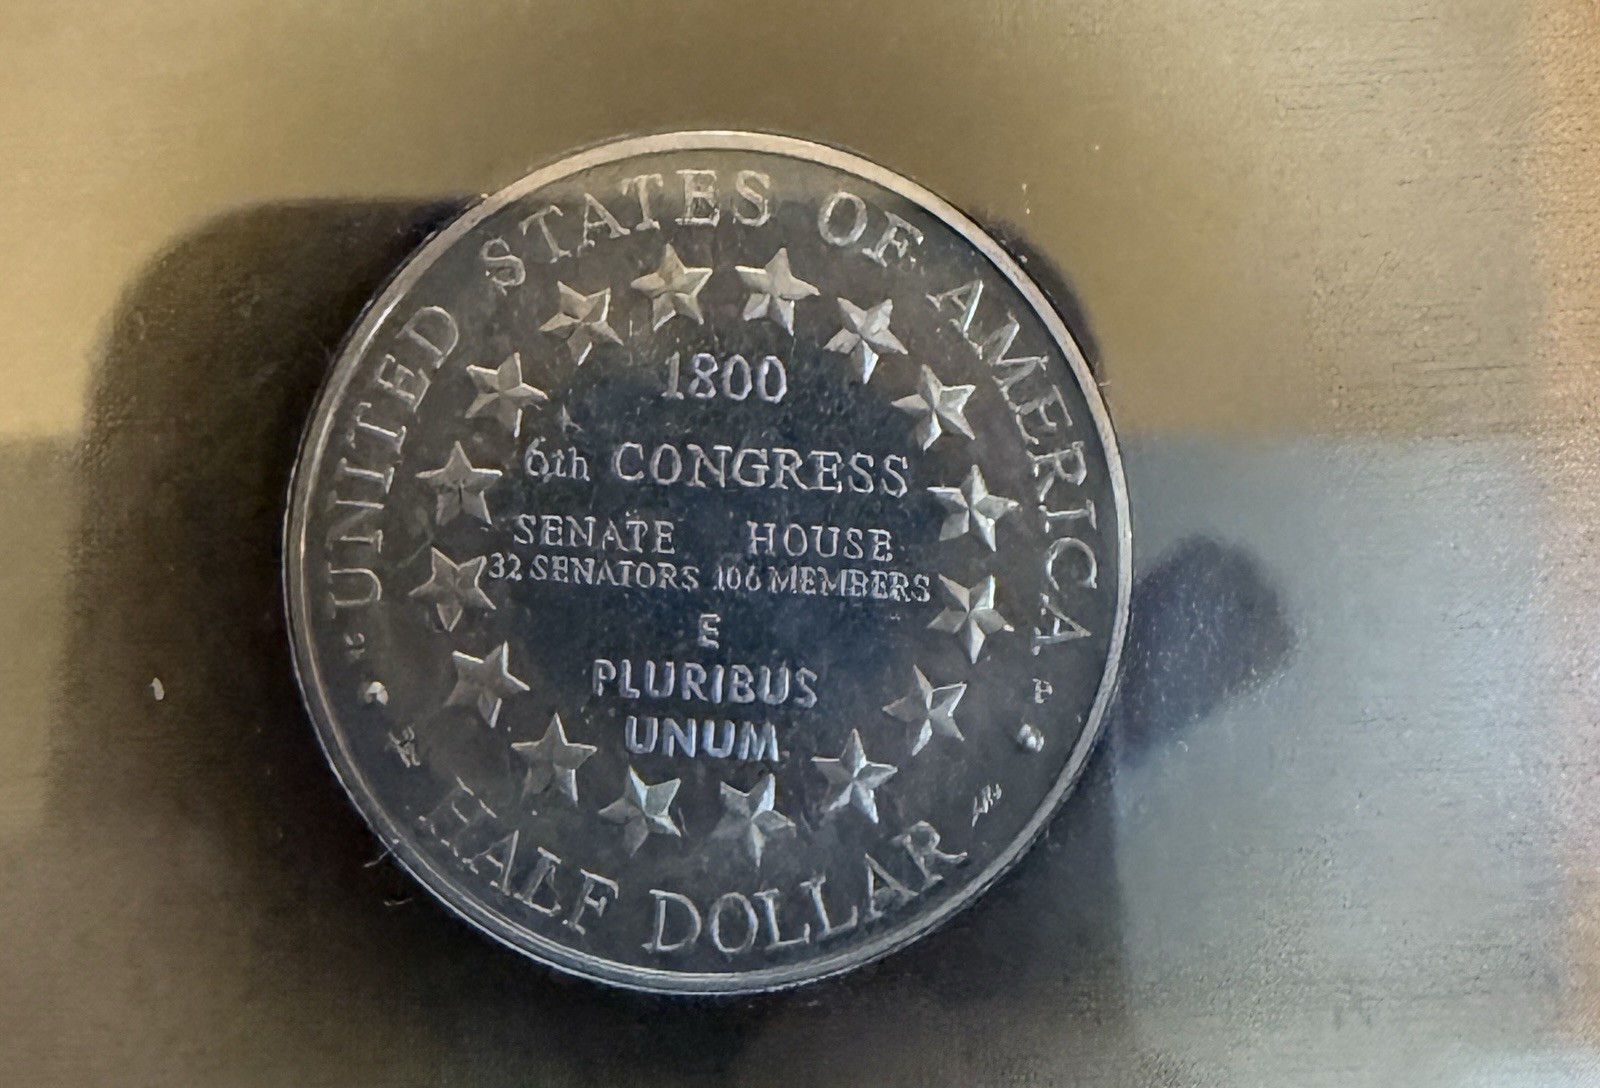 UNITED STATES OF AMERICA
1800
6th CONGRESS
SENATE HOUSE
32 SENATORS 106 MEMBERS
E
PLURIBUS
UNUM
P
HALF DOLLAR